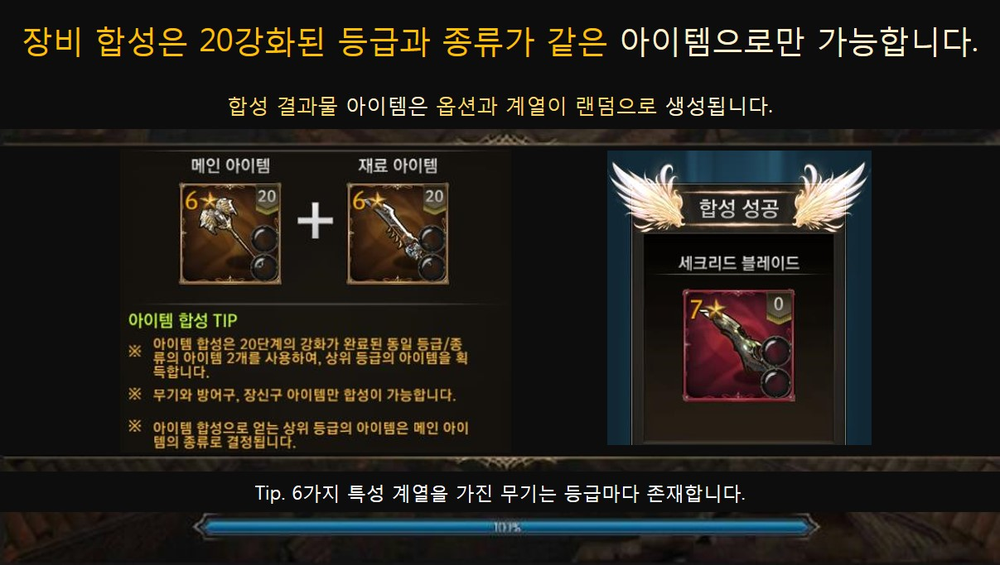 장비 합성은 20강화된 등급과 종류가 같은 아이템으로만 가능합니다.
합성 결과물 아이템은 옵션과 계열이 랜덤으로 생성됩니다.
메인 아이템
재료 아이템
6 20
+
6 20
합성 성공
세크리드 블레이드
7 0
아이템 합성 TIP
※ 아이템 합성은 20단계의 강화가 완료된 동일 등급/종
류의 아이템 2개를 사용하여, 상위 등급의 아이템을 획
득합니다.
※ 무기와 방어구, 장신구 아이템만 합성이 가능합니다.
※ 아이템 합성으로 얻는 상위 등급의 아이템은 메인 아이
템의 종류로 결정됩니다.
Tip. 6가지 특성 계열을 가진 무기는 등급마다 존재합니다.
100%